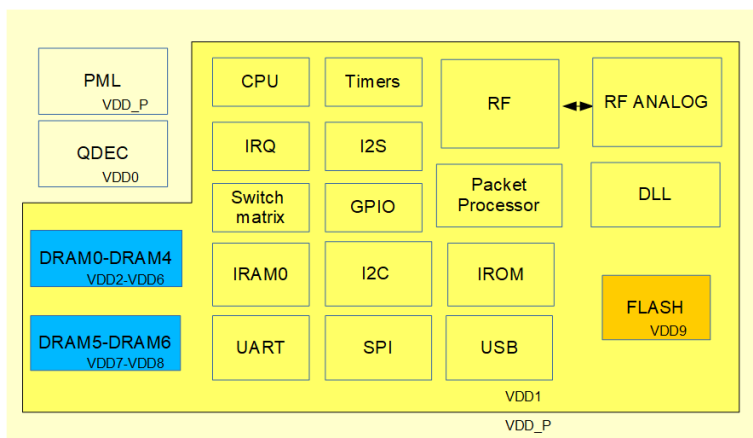 PML
VDD_P
CPU
Timers
RF
RF ANALOG
QDEC
VDD0
IRQ
I2S
Switch
matrix
GPIO
Packet
Processor
DLL
DRAM0-DRAM4
VDD2-VDD6
IRAM0
I2C
IROM
FLASH
VDD9
DRAM5-DRAM6
VDD7-VDD8
UART
SPI
USB
VDD1
VDD_P